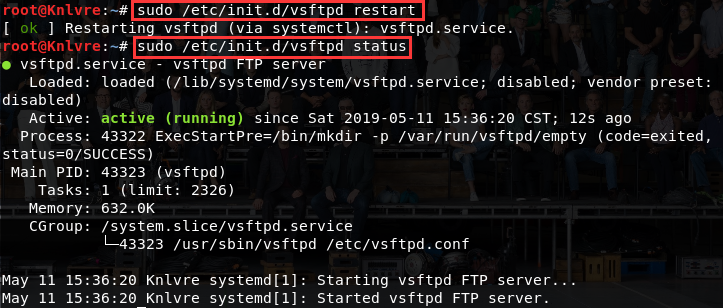 root@Knlvre:~# sudo /etc/init.d/vsftpd restart
[ ok ] Restarting vsftpd (via systemctl): vsftpd.service.
root@Knlvre:~# sudo /etc/init.d/vsftpd status
● vsftpd.service - vsftpd FTP server
Loaded: loaded (/lib/systemd/system/vsftpd.service; disabled; vendor preset:
disabled)
Active: active (running) since Sat 2019-05-11 15:36:20 CST; 12s ago
Process: 43322 ExecStartPre=/bin/mkdir -p /var/run/vsftpd/empty (code=exited,
status=0/SUCCESS)
Main PID: 43323 (vsftpd)
Tasks: 1 (limit: 2326)
Memory: 632.0K
CGroup: /system.slice/vsftpd.service
└─43323 /usr/sbin/vsftpd /etc/vsftpd.conf
May 11 15:36:20 Knlvre systemd[1]: Starting vsftpd FTP server...
May 11 15:36:20 Knlvre systemd[1]: Started vsftpd FTP server.